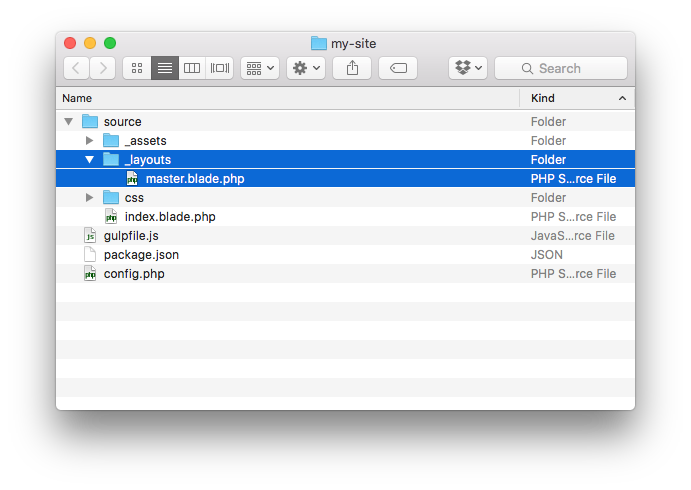 my-site
Search
Name Kind
source Folder
_assets Folder
_layouts Folder
master.blade.php PHP S...rce File
css Folder
index.blade.php PHP S...rce File
JS gulpfile.js JavaS...rce File
package.json JSON
php config.php PHP S...rce File